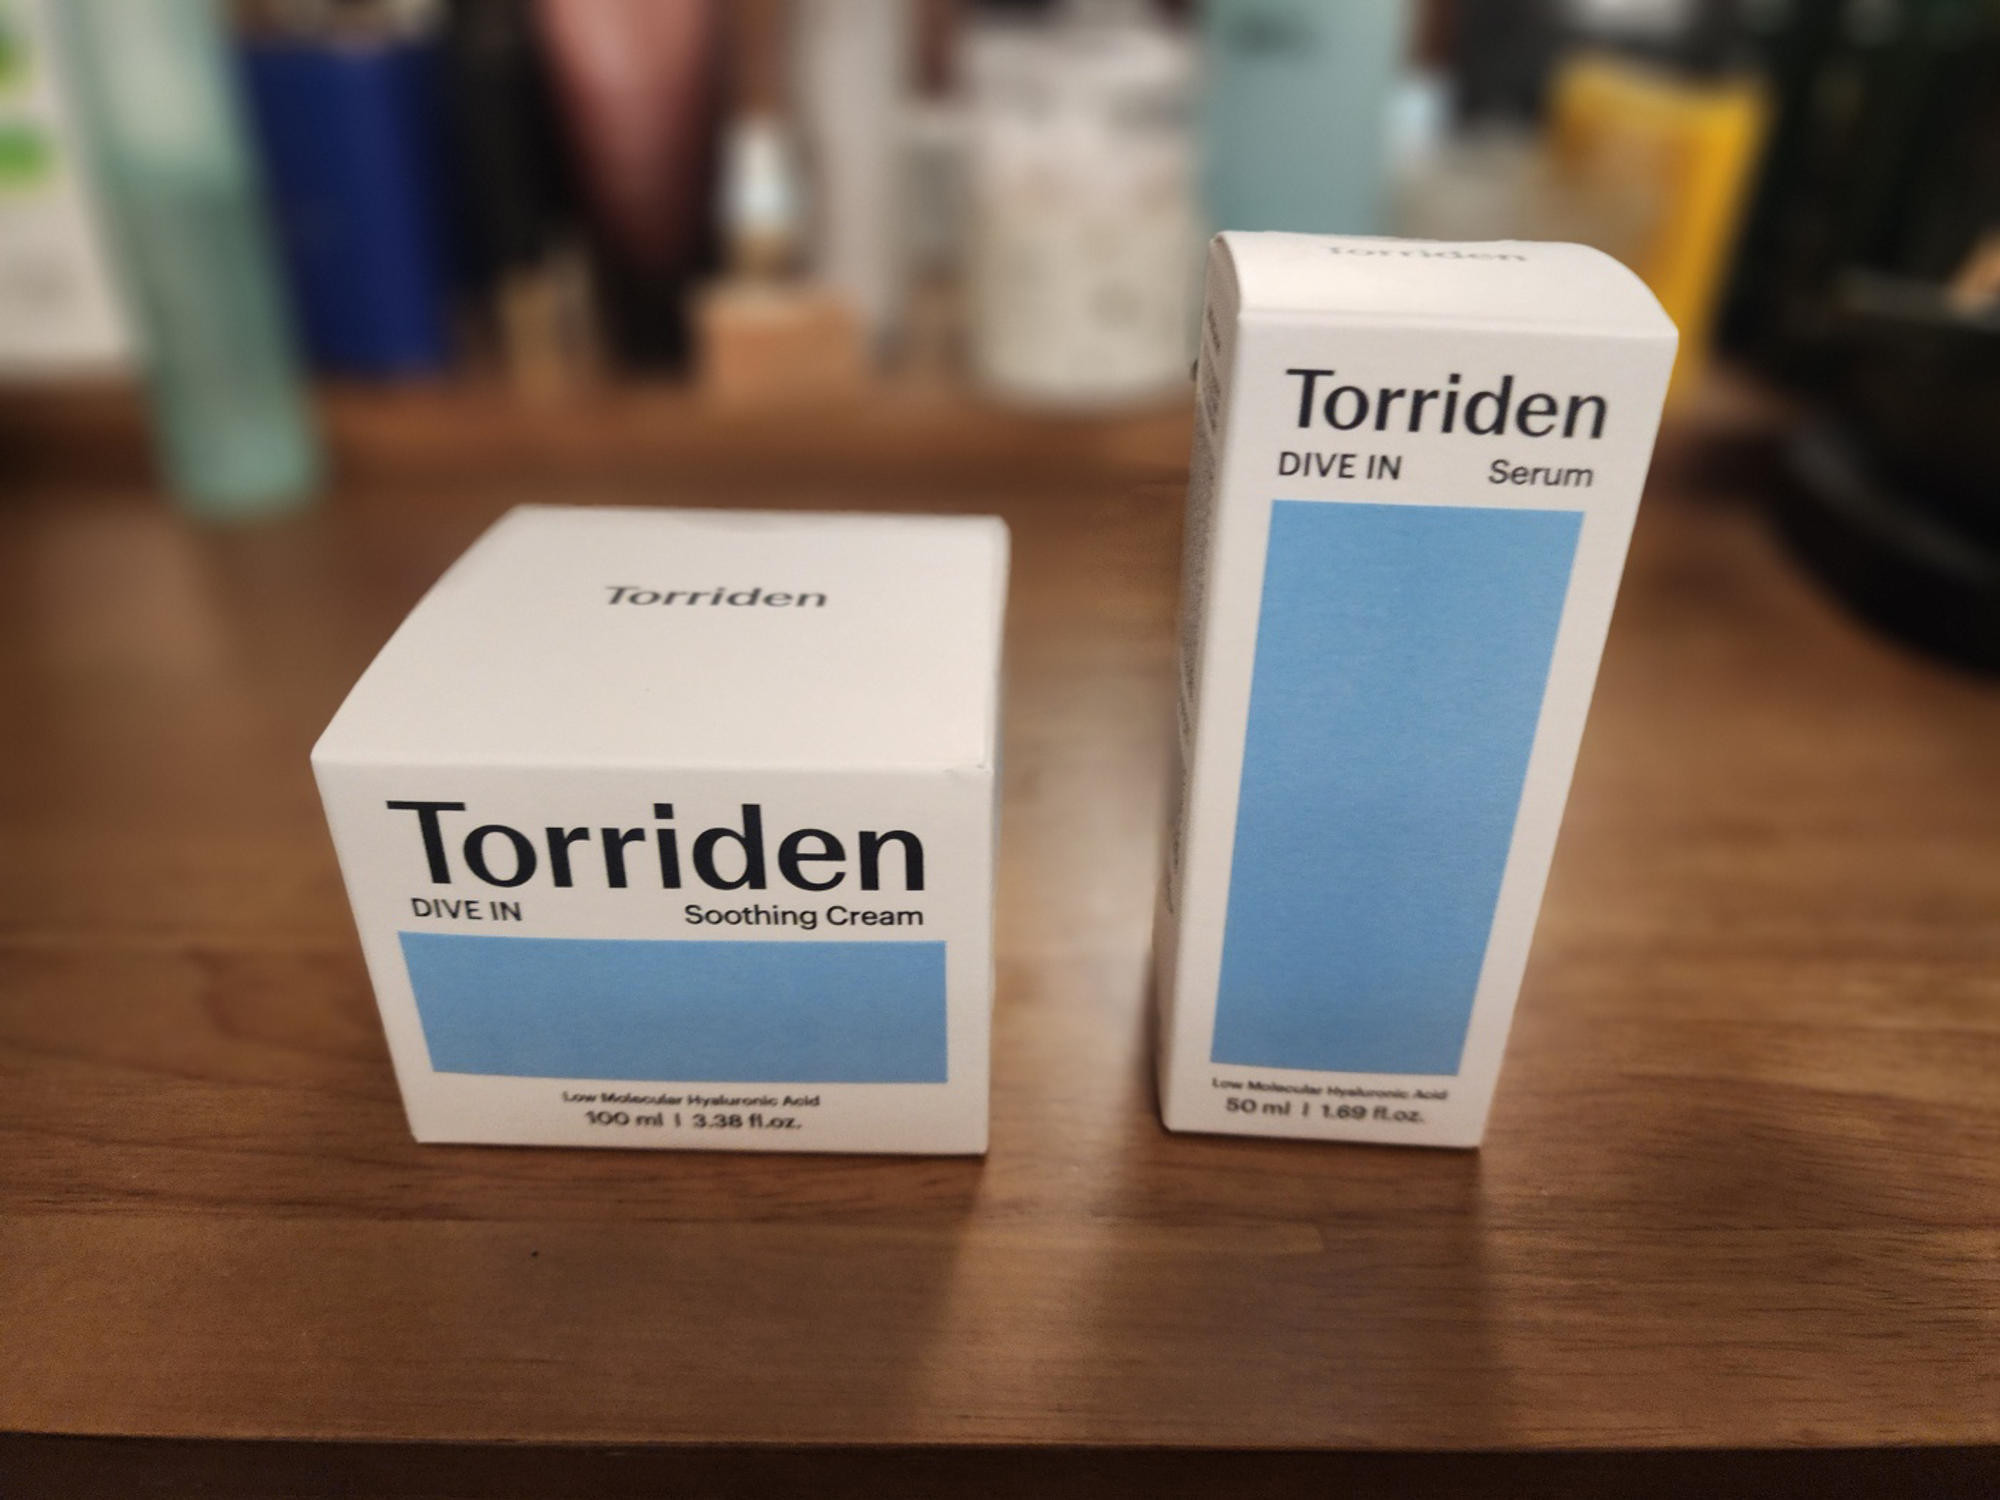 Torriden
Torriden
DIVE IN Soothing Cream
Low Molecular Hyaluronic Acid
100 ml | 3.38 fl.oz.
Torriden
Torriden
DIVE IN Serum
Low Molecular Hyaluronic Acid
50 ml | 1.69 fl.oz.